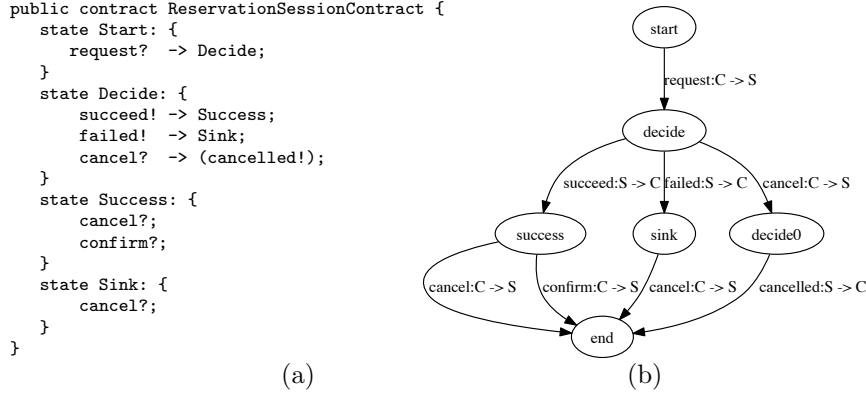 public contract ReservationSessionContract {
state Start: {
request? -> Decide;
}
state Decide: {
succeed! -> Success;
failed! -> Sink;
cancel? -> (cancelled!);
}
state Success: {
cancel?;
confirm?;
}
state Sink: {
cancel?;
}
}
(a)
start
request:C -> S
decide
succeed:S -> C
failed:S -> C
cancel:C -> S
success
sink
decide0
cancel:C -> S
confirm:C -> S
cancel:C -> S
cancelled:S -> C
end
(b)